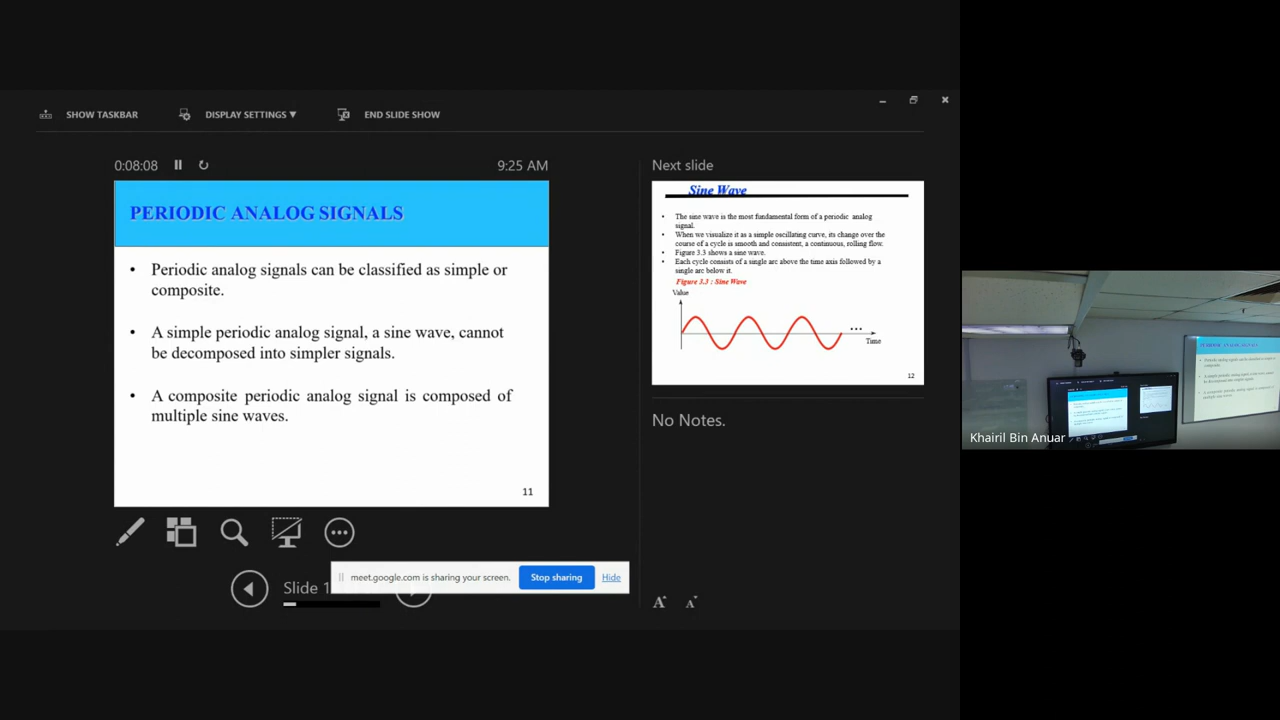 SHOW TASKBAR
DISPLAY SETTINGS ▼
END SLIDE SHOW
0:08:08
9:25 AM
PERIODIC ANALOG SIGNALS
• Periodic analog signals can be classified as simple or
composite.
• A simple periodic analog signal, a sine wave, cannot
be decomposed into simpler signals.
• A composite periodic analog signal is composed of
multiple sine waves.
11
Slide 1
meet.google.com is sharing your screen.
Stop sharing
Hide
Next slide
Sine Wave
• The sine wave is the most fundamental form of a periodic analog
signal.
• When we visualize it as a simple oscillating curve, its change over the
course of a cycle is smooth and consistent, a continuous, rolling flow.
• Figure 3.3 shows a sine wave.
• Each cycle consists of a single arc above the time axis followed by a
single arc below it.
Figure 3.3 : Sine Wave
Value
...
Time
12
No Notes.
A A
PERIODIC ANALOG SIGNALS
Khairil Bin Anuar